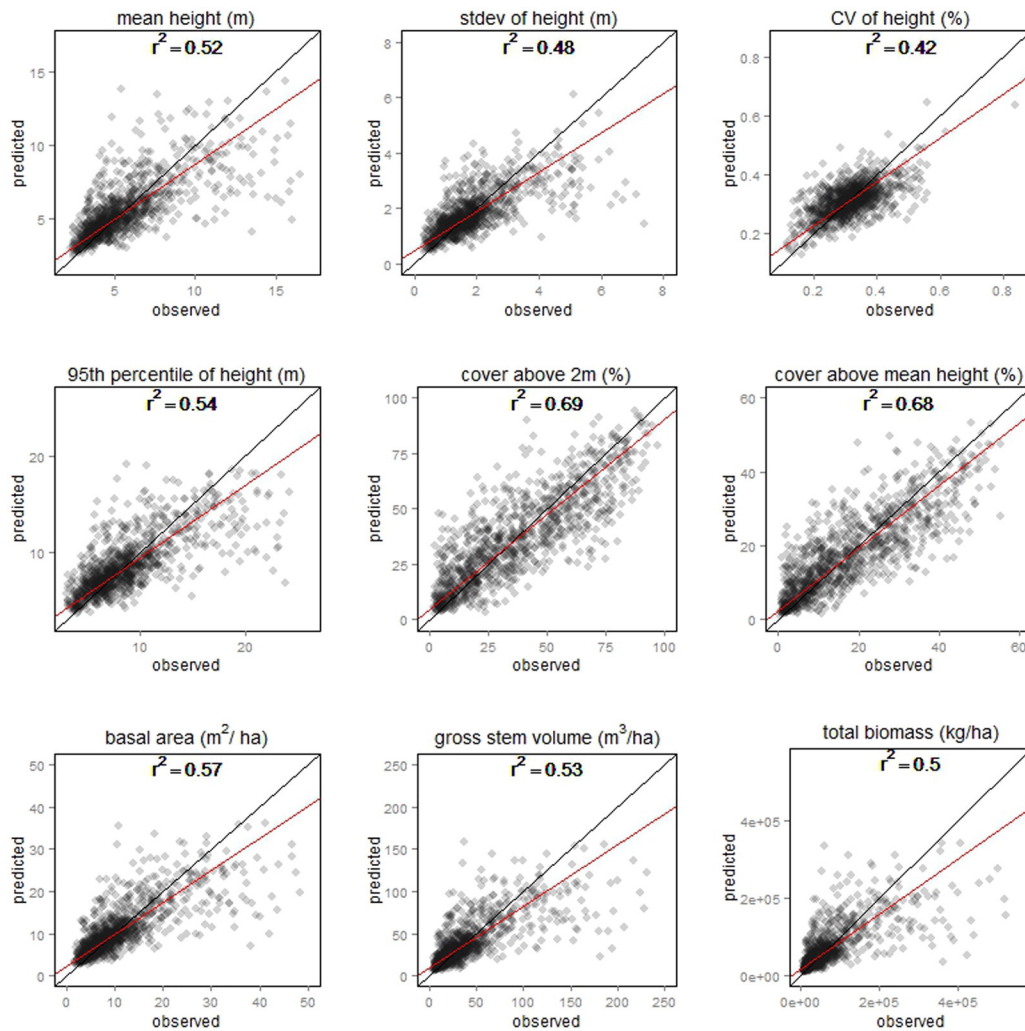 mean height (m)
r² = 0.52
predicted
15
10
5
5 10 15
observed
stdev of height (m)
r² = 0.48
predicted
8
6
4
2
0
0 2 4 6 8
observed
CV of height (%)
r² = 0.42
predicted
0.8
0.6
0.4
0.2
0.2 0.4 0.6 0.8
observed
95th percentile of height (m)
r² = 0.54
predicted
20
10
10 20
observed
cover above 2m (%)
r² = 0.69
predicted
100
75
50
25
0
0 25 50 75 100
observed
cover above mean height (%)
r² = 0.68
predicted
60
40
20
0
0 20 40 60
observed
basal area (m²/ ha)
r² = 0.57
predicted
50
40
30
20
10
0
0 10 20 30 40 50
observed
gross stem volume (m³/ha)
r² = 0.53
predicted
250
200
150
100
50
0
0 50 100 150 200 250
observed
total biomass (kg/ha)
r² = 0.5
predicted
4e+05
2e+05
0e+00
0e+00 2e+05 4e+05
observed